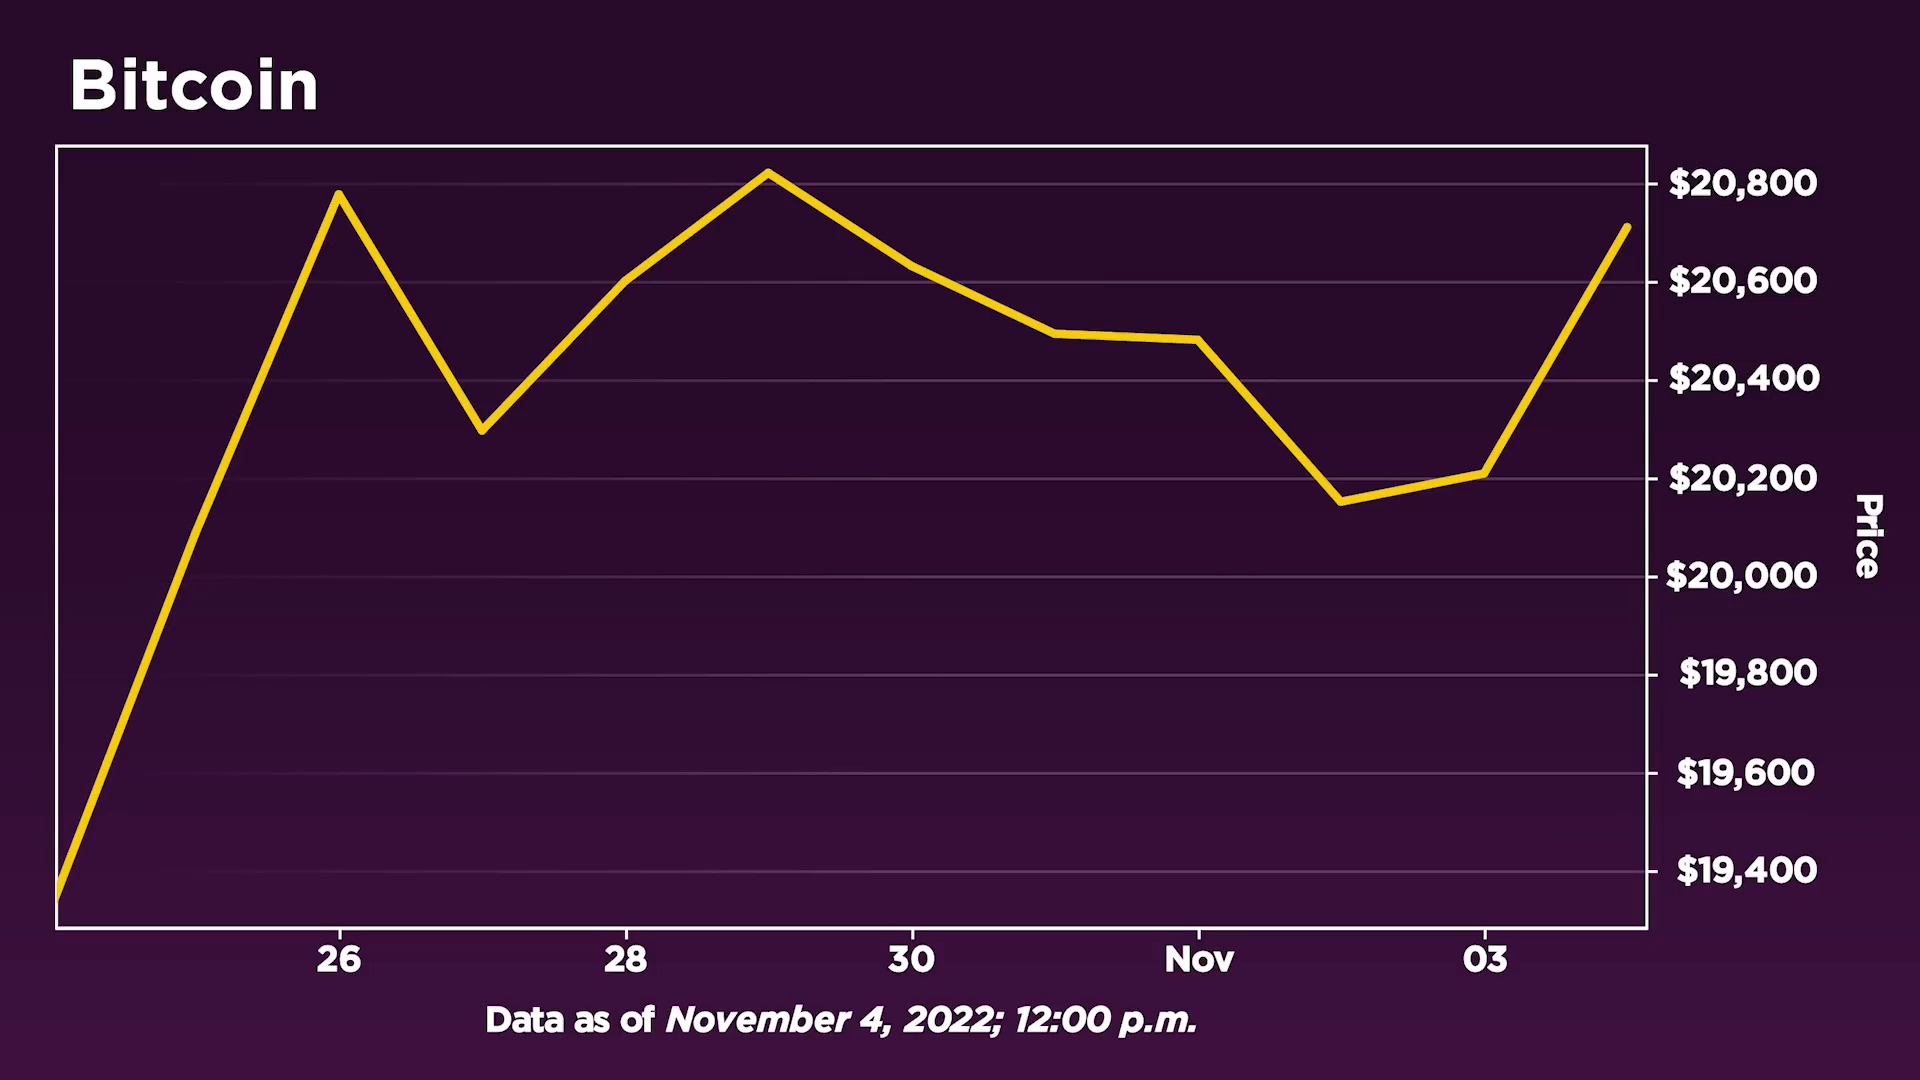 Bitcoin
$20,800
$20,600
$20,400
$20,200
$20,000
$19,800
$19,600
$19,400
Price
26 28 30 Nov 03
Data as of November 4, 2022; 12:00 p.m.